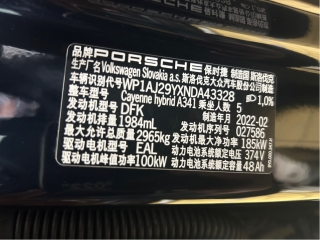 品牌 PORSCHE 保时捷 制造国 斯洛伐克
生产厂名 Volkswagen Slovakia a.s. 斯洛伐克大众汽车股份公司制造
车辆识别代号 WP1AJ29YXNDA43328 1,0%
整车型号 Cayenne hybrid A341 乘坐人数 5
发动机型号 DFK 制造年月 2022-02
发动机排量 1984mL 发动机号 027586
最大允许总质量 2965kg 发动机最大净功率 185kW
驱动电机型号 EAL 动力电池系统额定电压 374V
驱动电机峰值功率 100kW 动力电池系统额定容量 48Ah